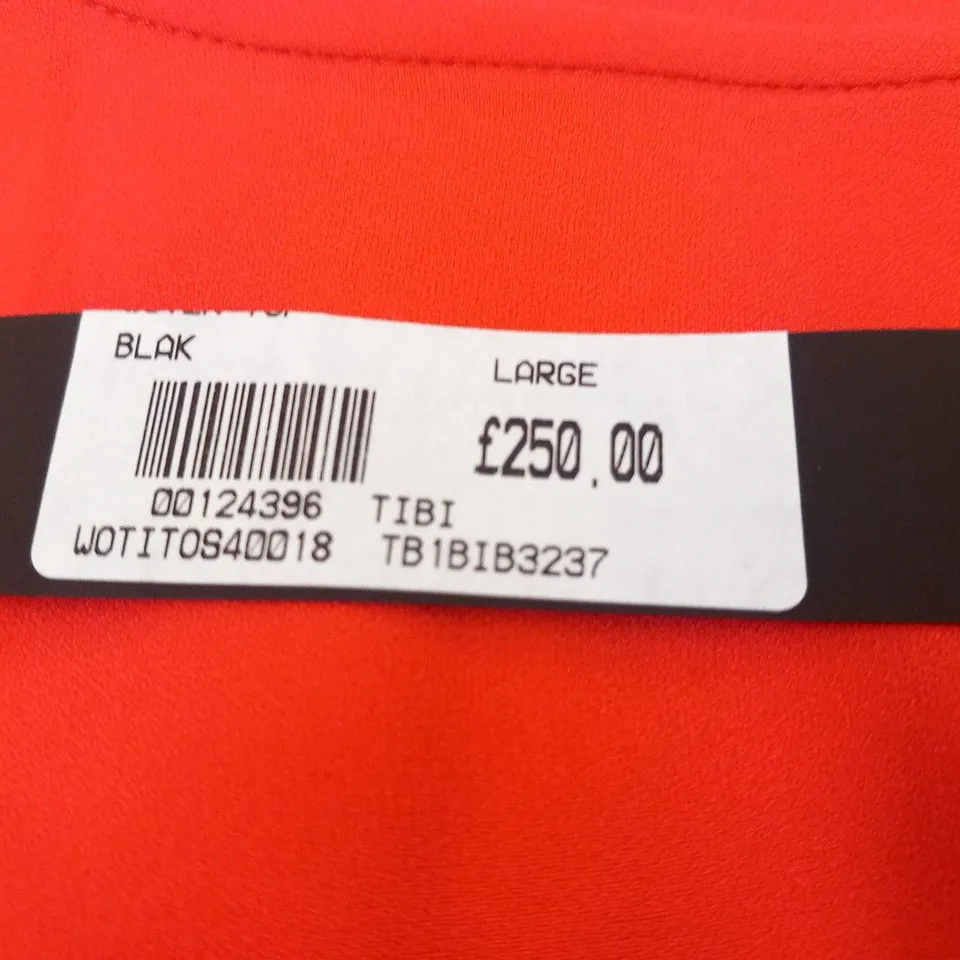 BLAK
LARGE
£250.00
00124396 TIBI
WOTITOS40018 TB1BIB3237